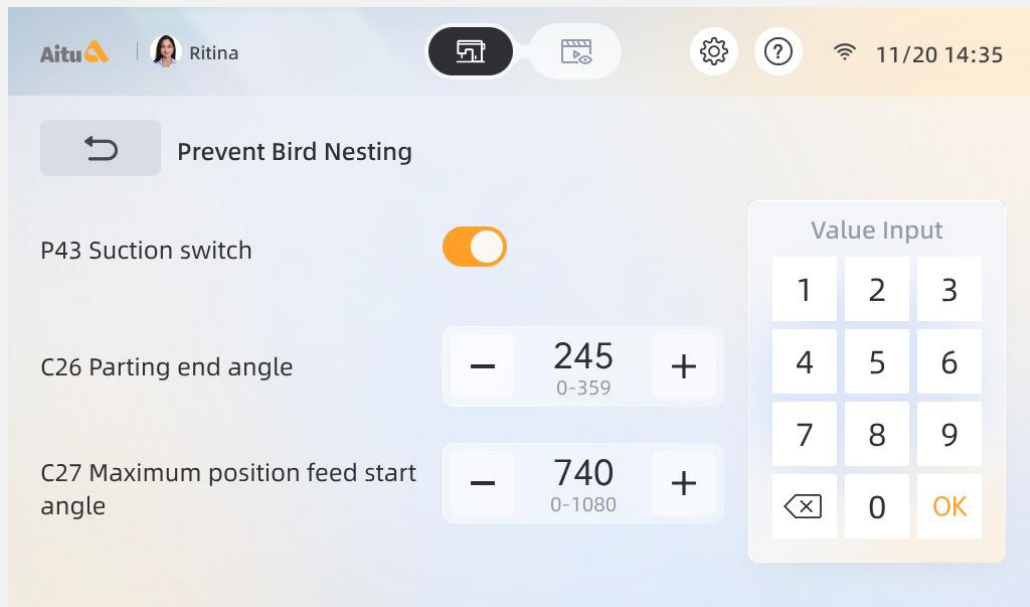 Aitu
Ritina
11/20 14:35
Prevent Bird Nesting
P43 Suction switch
C26 Parting end angle
245
0-359
C27 Maximum position feed start
angle
740
0-1080
Value Input
1 2 3
4 5 6
7 8 9
0 OK